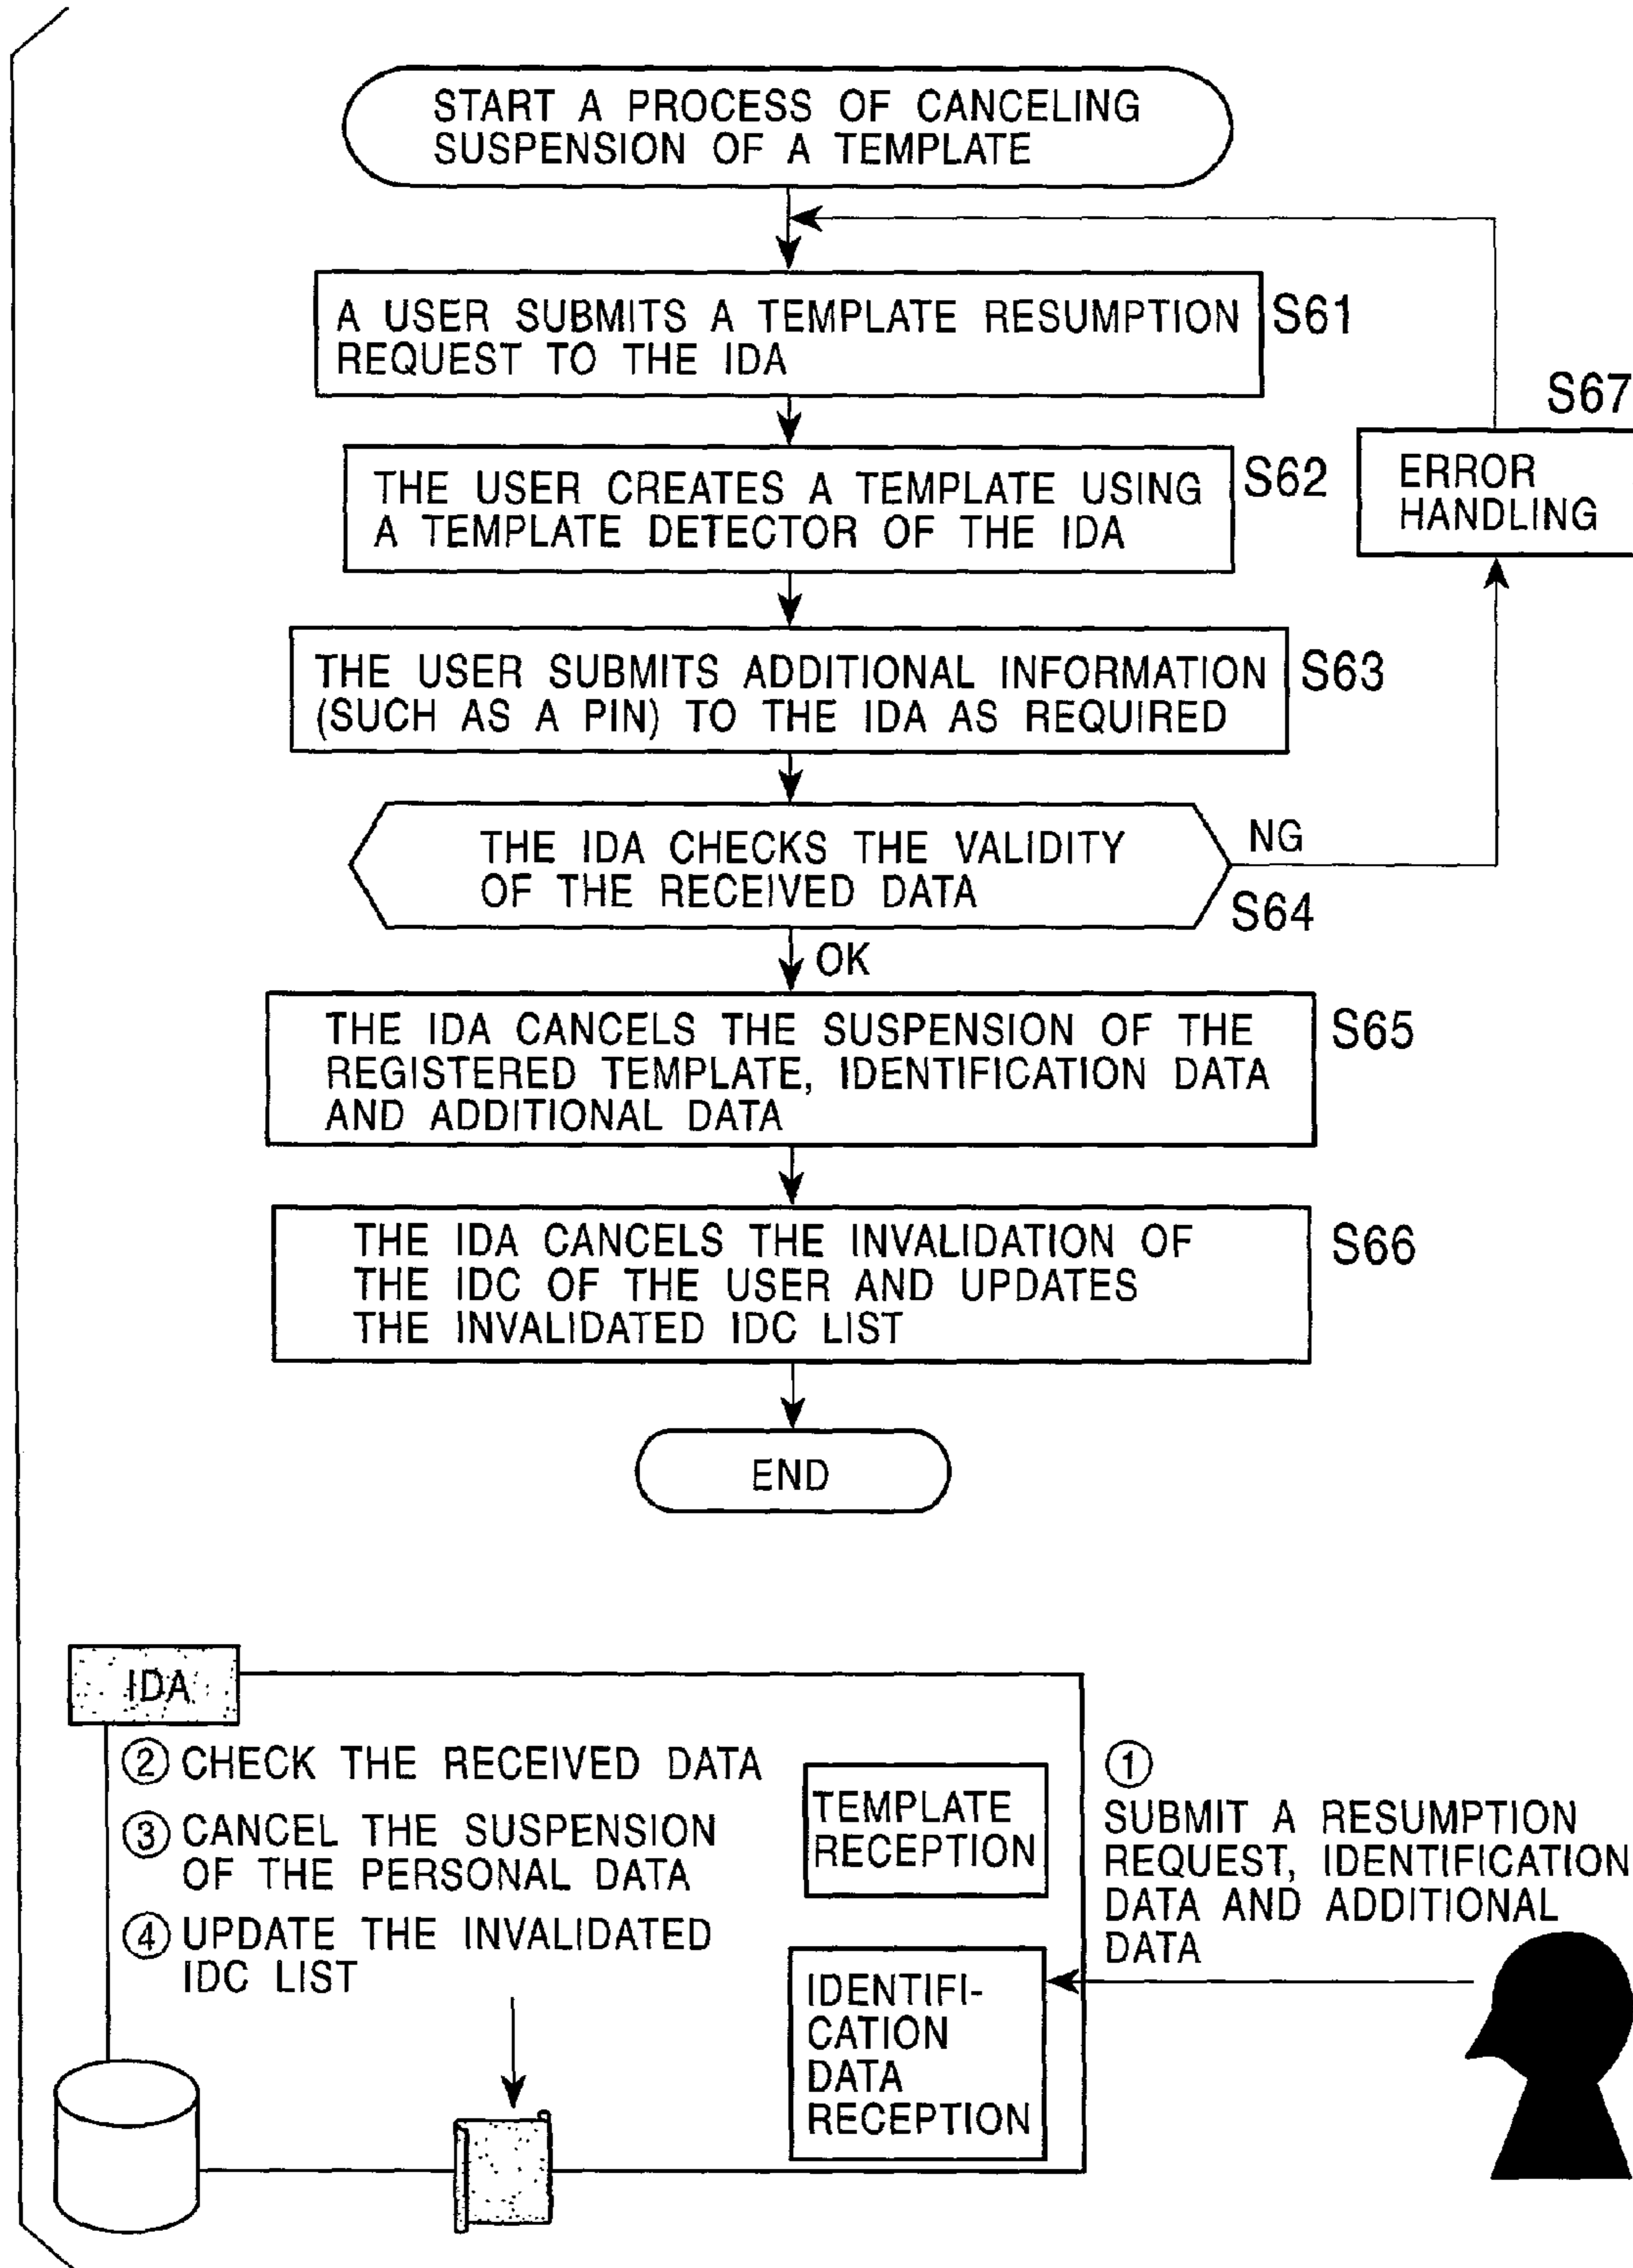 START A PROCESS OF CANCELING
SUSPENSION OF A TEMPLATE
A USER SUBMITS A TEMPLATE RESUMPTION
REQUEST TO THE IDA
S61
S67
ERROR
HANDLING
THE USER CREATES A TEMPLATE USING
A TEMPLATE DETECTOR OF THE IDA
S62
THE USER SUBMITS ADDITIONAL INFORMATION
(SUCH AS A PIN) TO THE IDA AS REQUIRED
S63
THE IDA CHECKS THE VALIDITY
OF THE RECEIVED DATA
NG
S64
OK
THE IDA CANCELS THE SUSPENSION OF THE
REGISTERED TEMPLATE, IDENTIFICATION DATA
AND ADDITIONAL DATA
S65
THE IDA CANCELS THE INVALIDATION OF
THE IDC OF THE USER AND UPDATES
THE INVALIDATED IDC LIST
S66
END
IDA
② CHECK THE RECEIVED DATA
③ CANCEL THE SUSPENSION
OF THE PERSONAL DATA
④ UPDATE THE INVALIDATED
IDC LIST
TEMPLATE
RECEPTION
IDENTIFI-
CATION
DATA
RECEPTION
①
SUBMIT A RESUMPTION
REQUEST, IDENTIFICATION
DATA AND ADDITIONAL
DATA